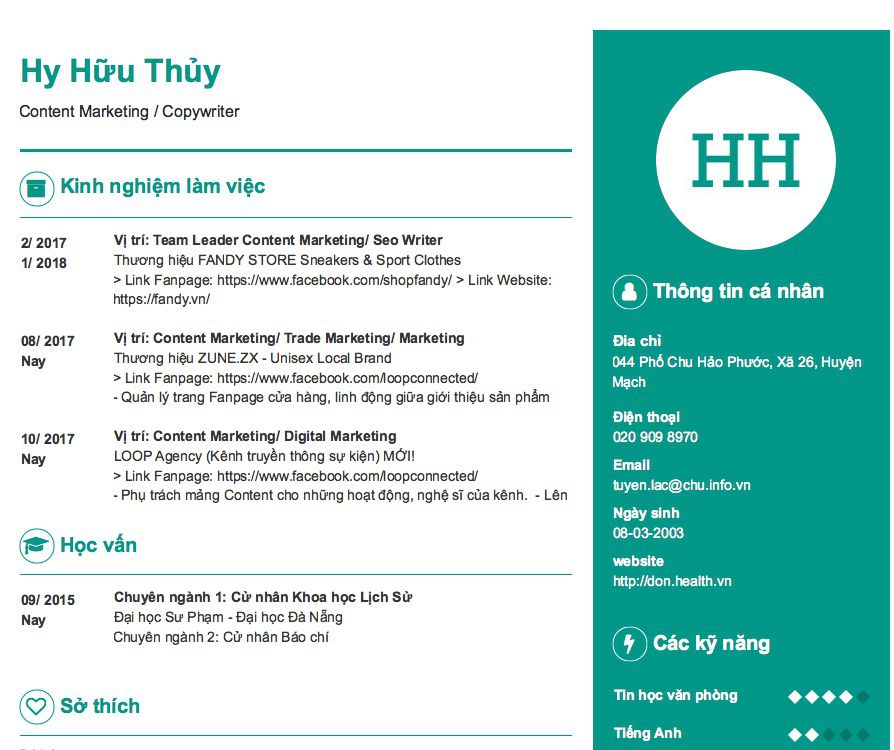 Hy Hữu Thủy
Content Marketing / Copywriter
Kinh nghiệm làm việc
2/ 2017
1/ 2018
Vị trí: Team Leader Content Marketing/ Seo Writer
Thương hiệu FANDY STORE Sneakers & Sport Clothes
> Link Fanpage: https://www.facebook.com/shopfandy/ > Link Website:
https://fandy.vn/
08/ 2017
Nay
Vị trí: Content Marketing/ Trade Marketing/ Marketing
Thương hiệu ZUNE.ZX - Unisex Local Brand
> Link Fanpage: https://www.facebook.com/loopconnected/
- Quản lý trang Fanpage cửa hàng, linh động giữa giới thiệu sản phẩm
10/ 2017
Nay
Vị trí: Content Marketing/ Digital Marketing
LOOP Agency (Kênh truyền thông sự kiện) MỚI!
> Link Fanpage: https://www.facebook.com/loopconnected/
- Phụ trách mảng Content cho những hoạt động, nghệ sĩ của kênh.  - Lên
Học vấn
09/ 2015
Nay
Chuyên ngành 1: Cử nhân Khoa học Lịch Sử
Đại học Sư Phạm - Đại học Đà Nẵng
Chuyên ngành 2: Cử nhân Báo chí
Sở thích
HH
Thông tin cá nhân
Địa chỉ
044 Phố Chu Hảo Phước, Xã 26, Huyện
Mạch
Điện thoại
020 909 8970
Email
tuyen.lac@chu.info.vn
Ngày sinh
08-03-2003
website
http://don.health.vn
Các kỹ năng
Tin học văn phòng
Tiếng Anh